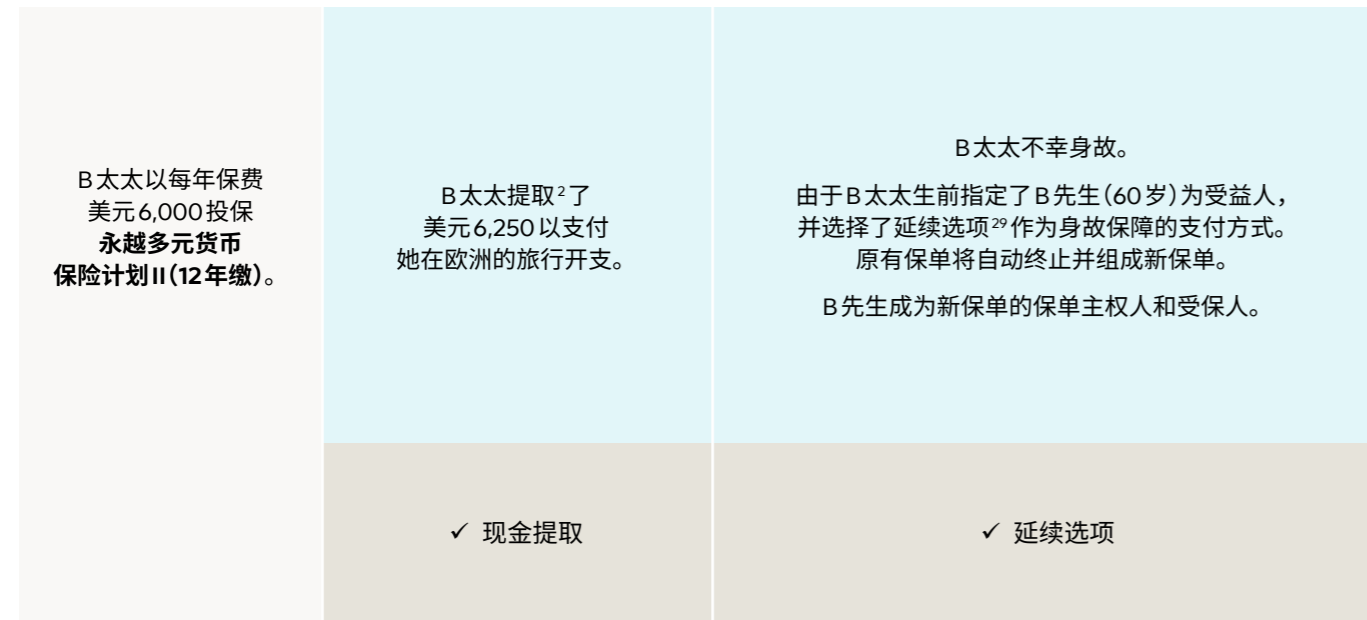 B太太以每年保费
美元6,000投保
永越多元货币
保险计划II(12年缴)。
B太太提取²了
美元6,250以支付
她在欧洲的旅行开支。
B太太不幸身故。
由于B太太生前指定了B先生(60岁)为受益人，
并选择了延续选项²⁹作为身故保障的支付方式。
原有保单将自动终止并组成新保单。
B先生成为新保单的保单主权人和受保人。
✓ 现金提取
✓ 延续选项